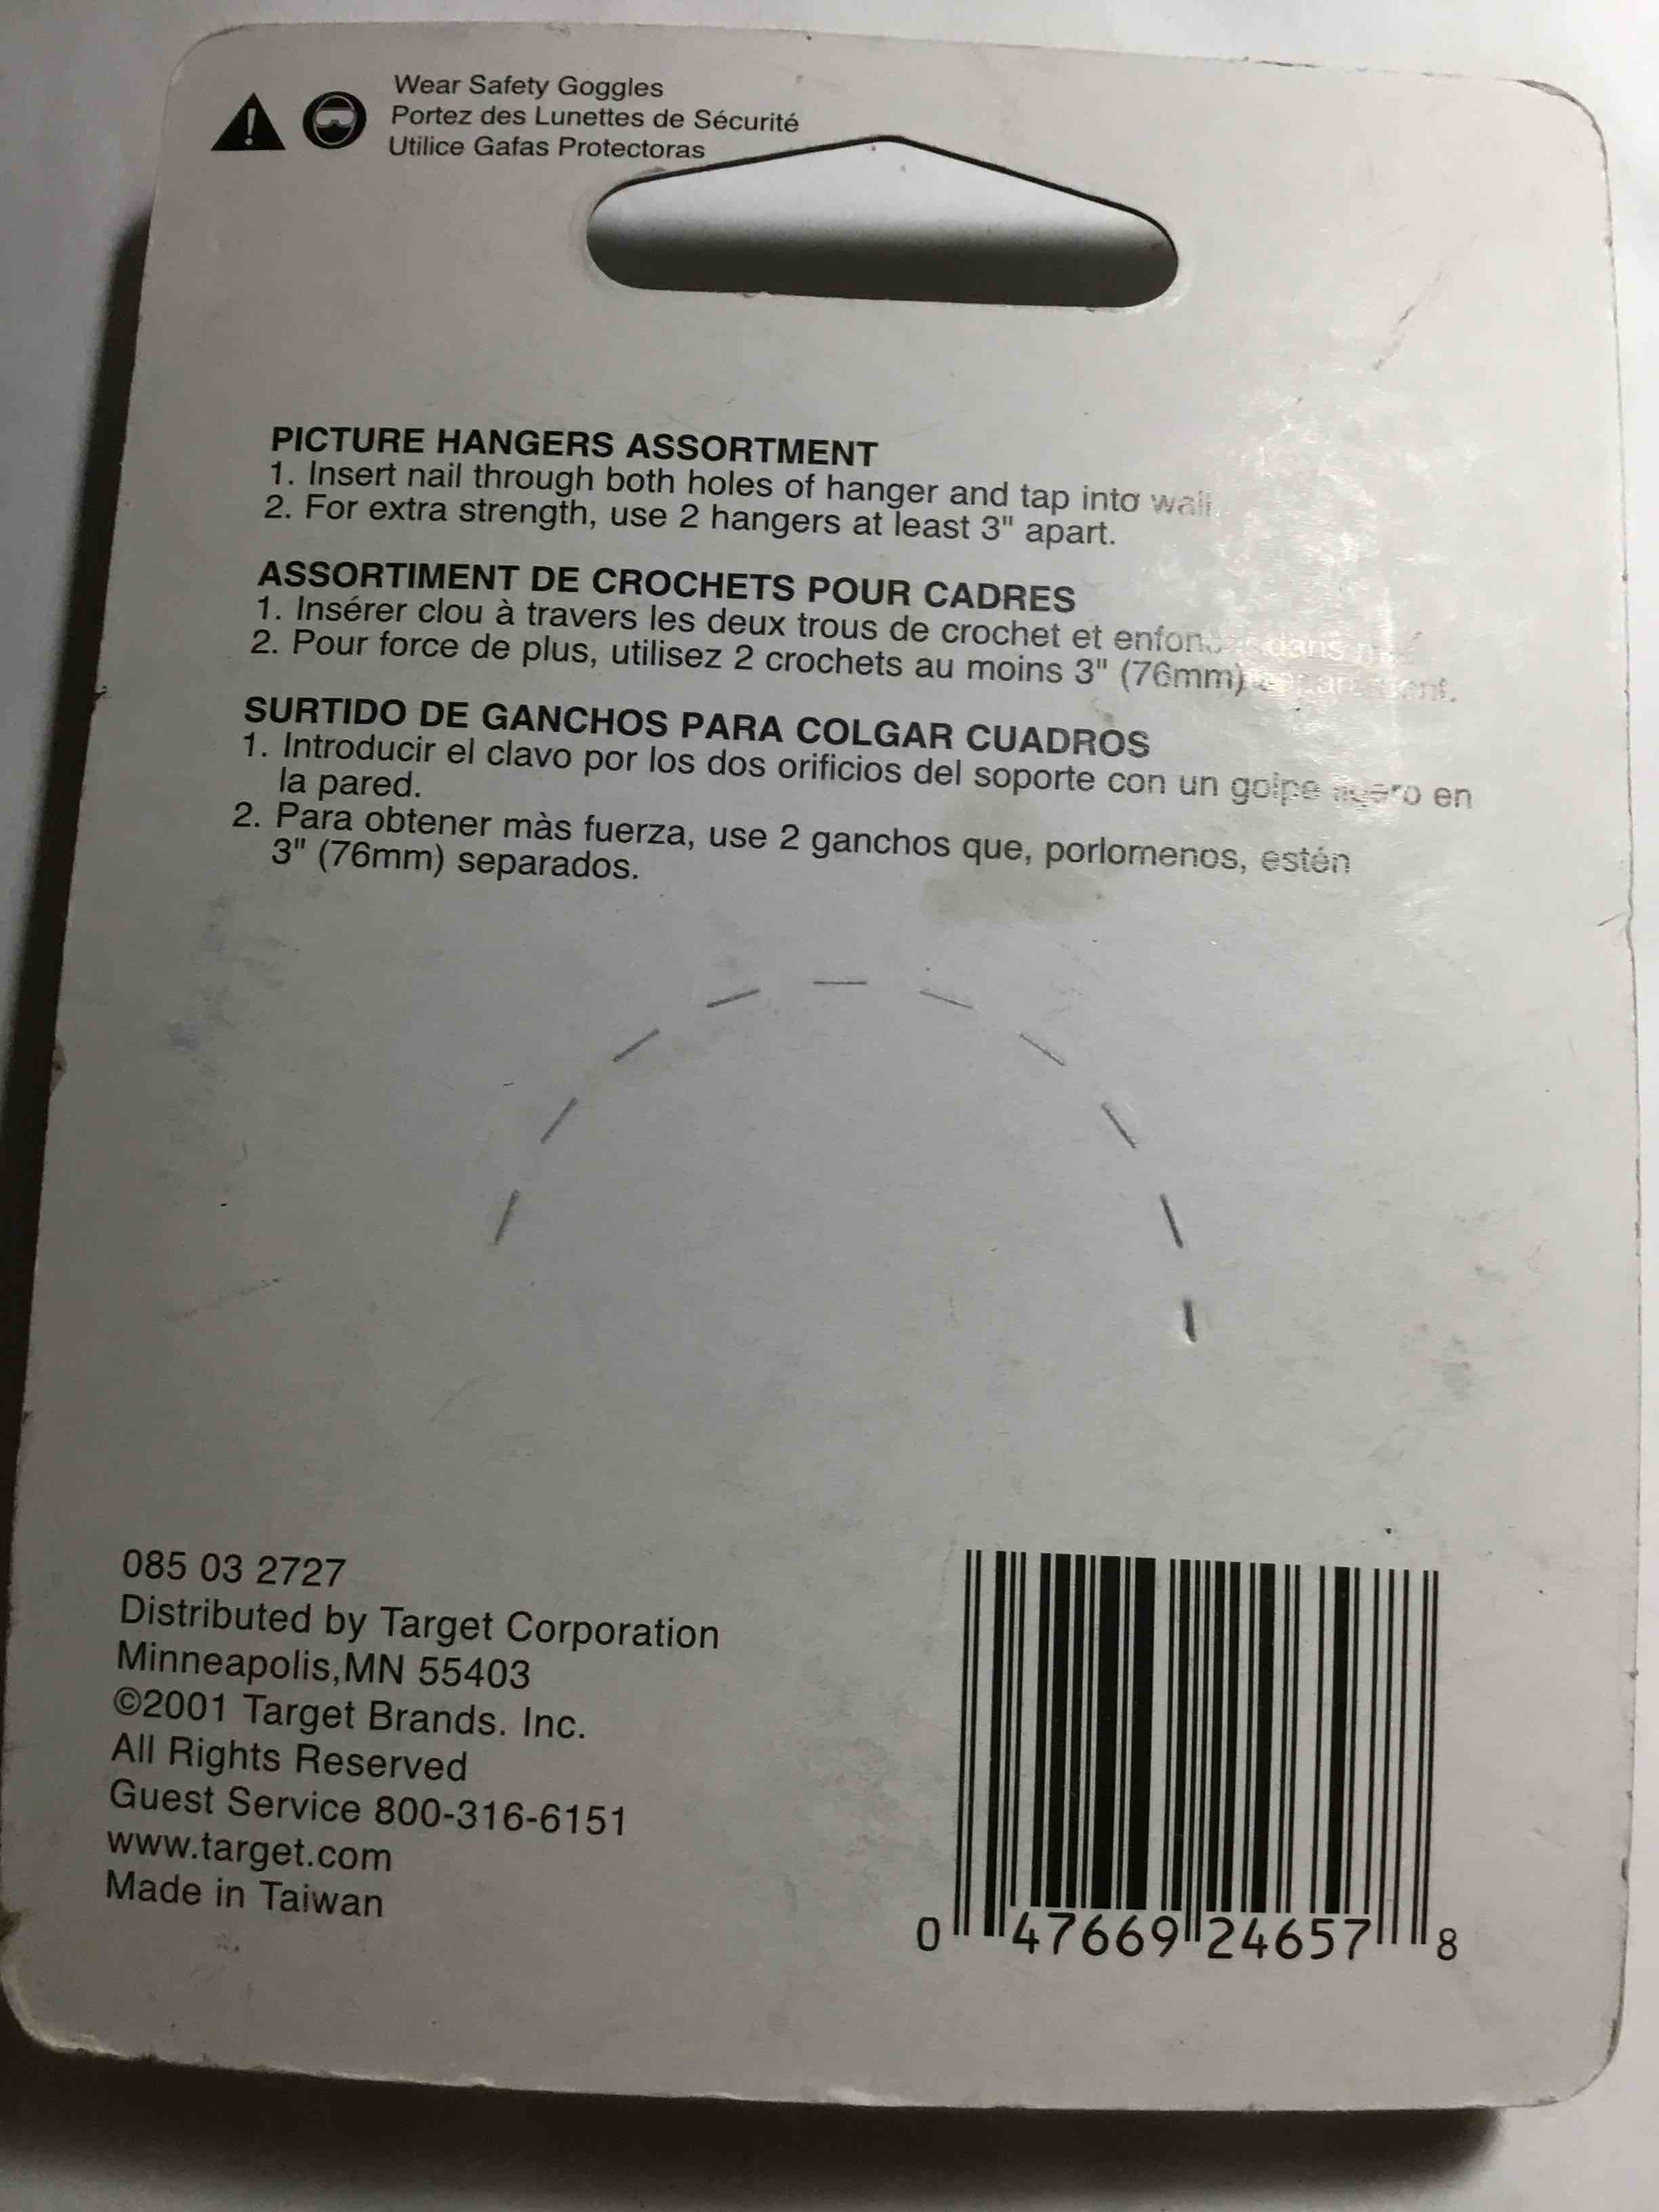 Wear Safety Goggles
Portez des Lunettes de Sécurité
Utilice Gafas Protectoras
PICTURE HANGERS ASSORTMENT
1. Insert nail through both holes of hanger and tap into wall.
2. For extra strength, use 2 hangers at least 3" apart.
ASSORTIMENT DE CROCHETS POUR CADRES
1. Insérer clou à travers les deux trous de crochet et dans
2. Pour force de plus, utilisez 2 crochets au moins 3" (76mm)
SURTIDO DE GANCHOS PARA COLGAR CUADROS
1. Introducir el clavo por los dos orificios del soporte con un golpe ligero en
la pared.
2. Para obtener màs fuerza, use 2 ganchos que, porlomenos, estén
3" (76mm) separados.
085 03 2727
Distributed by Target Corporation
Minneapolis,MN 55403
©2001 Target Brands. Inc.
All Rights Reserved
Guest Service 800-316-6151
www.target.com
Made in Taiwan
0 47669 24657 8